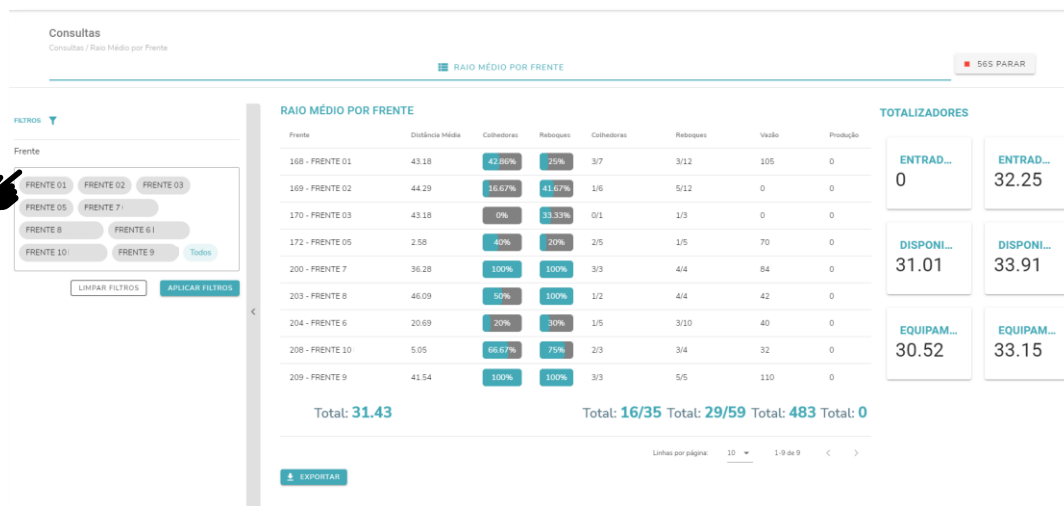 Consultas
Consultas / Raio Médio por Frente
RAIO MÉDIO POR FRENTE
56S PARAR
FILTROS
Frente
FRENTE 01 FRENTE 02 FRENTE 03
FRENTE 05 FRENTE 7
FRENTE 8 FRENTE 6
FRENTE 10 FRENTE 9 Todos
LIMPAR FILTROS APLICAR FILTROS
RAIO MÉDIO POR FRENTE
Frente Distância Média Colhedoras Reboques Colhedoras Reboques Vazão Produção
168 - FRENTE 01 43.18 42.86% 25% 3/7 3/12 105 0
169 - FRENTE 02 44.29 16.67% 41.67% 1/6 5/12 0 0
170 - FRENTE 03 43.18 0% 33.33% 0/1 1/3 0 0
172 - FRENTE 05 2.58 40% 20% 2/5 1/5 70 0
200 - FRENTE 7 36.28 100% 100% 3/3 4/4 84 0
203 - FRENTE 8 46.09 50% 100% 1/2 4/4 42 0
204 - FRENTE 6 20.69 20% 30% 1/5 3/10 40 0
208 - FRENTE 10 5.05 66.67% 75% 2/3 3/4 32 0
209 - FRENTE 9 41.54 100% 100% 3/3 5/5 110 0
Total: 31.43 Total: 16/35 Total: 29/59 Total: 483 Total: 0
Linhas por página: 10 1-9 de 9
EXPORTAR
TOTALIZADORES
ENTRAD... ENTRAD...
0 32.25
DISPONI... DISPONI...
31.01 33.91
EQUIPAM... EQUIPAM...
30.52 33.15